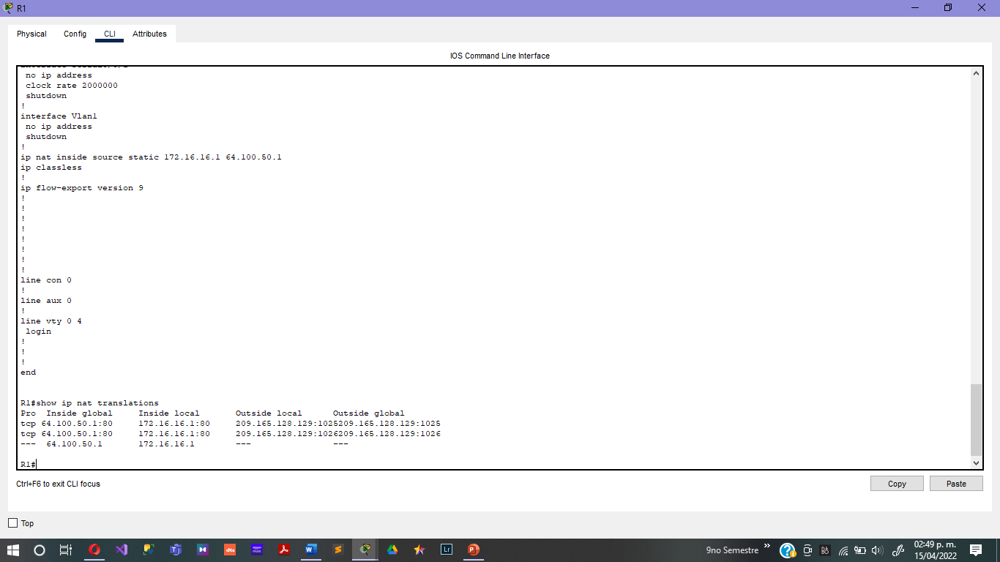 R1
Physical Config CLI Attributes
IOS Command Line Interface
no ip address
clock rate 2000000
shutdown
!
interface Vlan1
no ip address
shutdown
!
ip nat inside source static 172.16.16.1 64.100.50.1
ip classless
!
ip flow-export version 9
!
!
!
!
!
!
!
!
line con 0
!
line aux 0
!
line vty 0 4
login
!
!
!
end
R1#show ip nat translations
Pro Inside global Inside local Outside local Outside global
tcp 64.100.50.1:80 172.16.16.1:80 209.165.128.129:1025209.165.128.129:1025
tcp 64.100.50.1:80 172.16.16.1:80 209.165.128.129:1026209.165.128.129:1026
--- 64.100.50.1 172.16.16.1 --- ---
R1#
Ctrl+F6 to exit CLI focus
Copy Paste
Top
9no Semestre
02:49 p. m.
15/04/2022